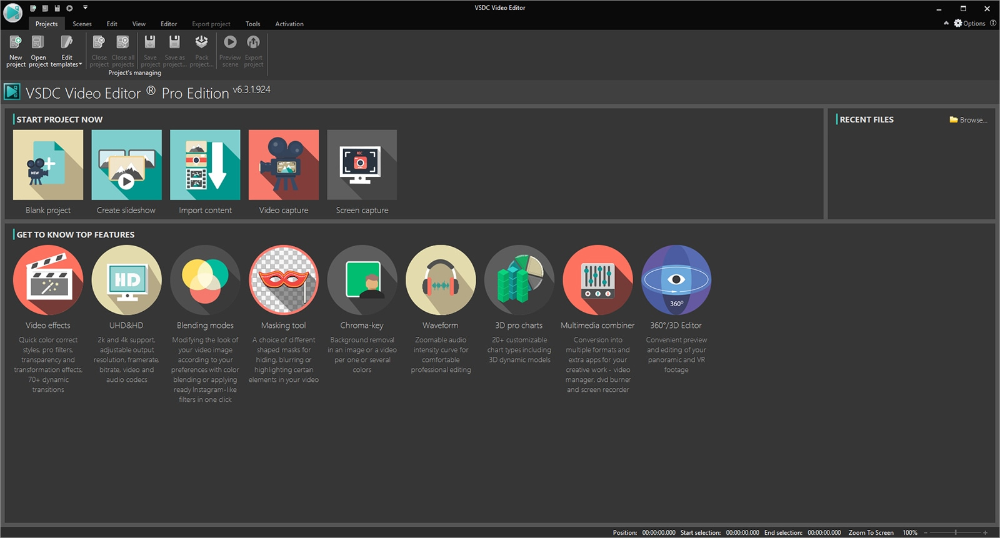 VSDC Video Editor
Projects Scenes Edit View Editor Export project Tools Activation
Options
New project
Open project
Edit templates
Close project
Close all projects
Save project
Save as project...
Pack project...
Preview scene
Export project
Project's managing
VSDC Video Editor ® Pro Edition v6.3.1.924
START PROJECT NOW
NEW
REC
Blank project
Create slideshow
Import content
Video capture
Screen capture
RECENT FILES
Browse...
GET TO KNOW TOP FEATURES
HD
360°
Video effects
Quick color correct
styles, pro filters,
transparency and
transformation effects,
70+ dynamic
transitions
UHD&HD
2k and 4k support,
adjustable output
resolution, framerate,
bitrate, video and
audio codecs
Blending modes
Modifying the look of
your video image
according to your
preferences with color
blending or applying
ready Instagram-like
filters in one click
Masking tool
A choice of different
shaped masks for
hiding, blurring or
highlighting certain
elements in your video
Chroma-key
Background removal
in an image or a video
per one or several
colors
Waveform
Zoomable audio
intensity curve for
comfortable
professional editing
3D pro charts
20+ customizable
chart types including
3D dynamic models
Multimedia combiner
Conversion into
multiple formats and
extra apps for your
creative work - video
manager, dvd burner
and screen recorder
360°/3D Editor
Convenient preview
and editing of your
panoramic and VR
footage
Position: 00:00:00.000 Start selection: 00:00:00.000 End selection: 00:00:00.000 Zoom To Screen 100%